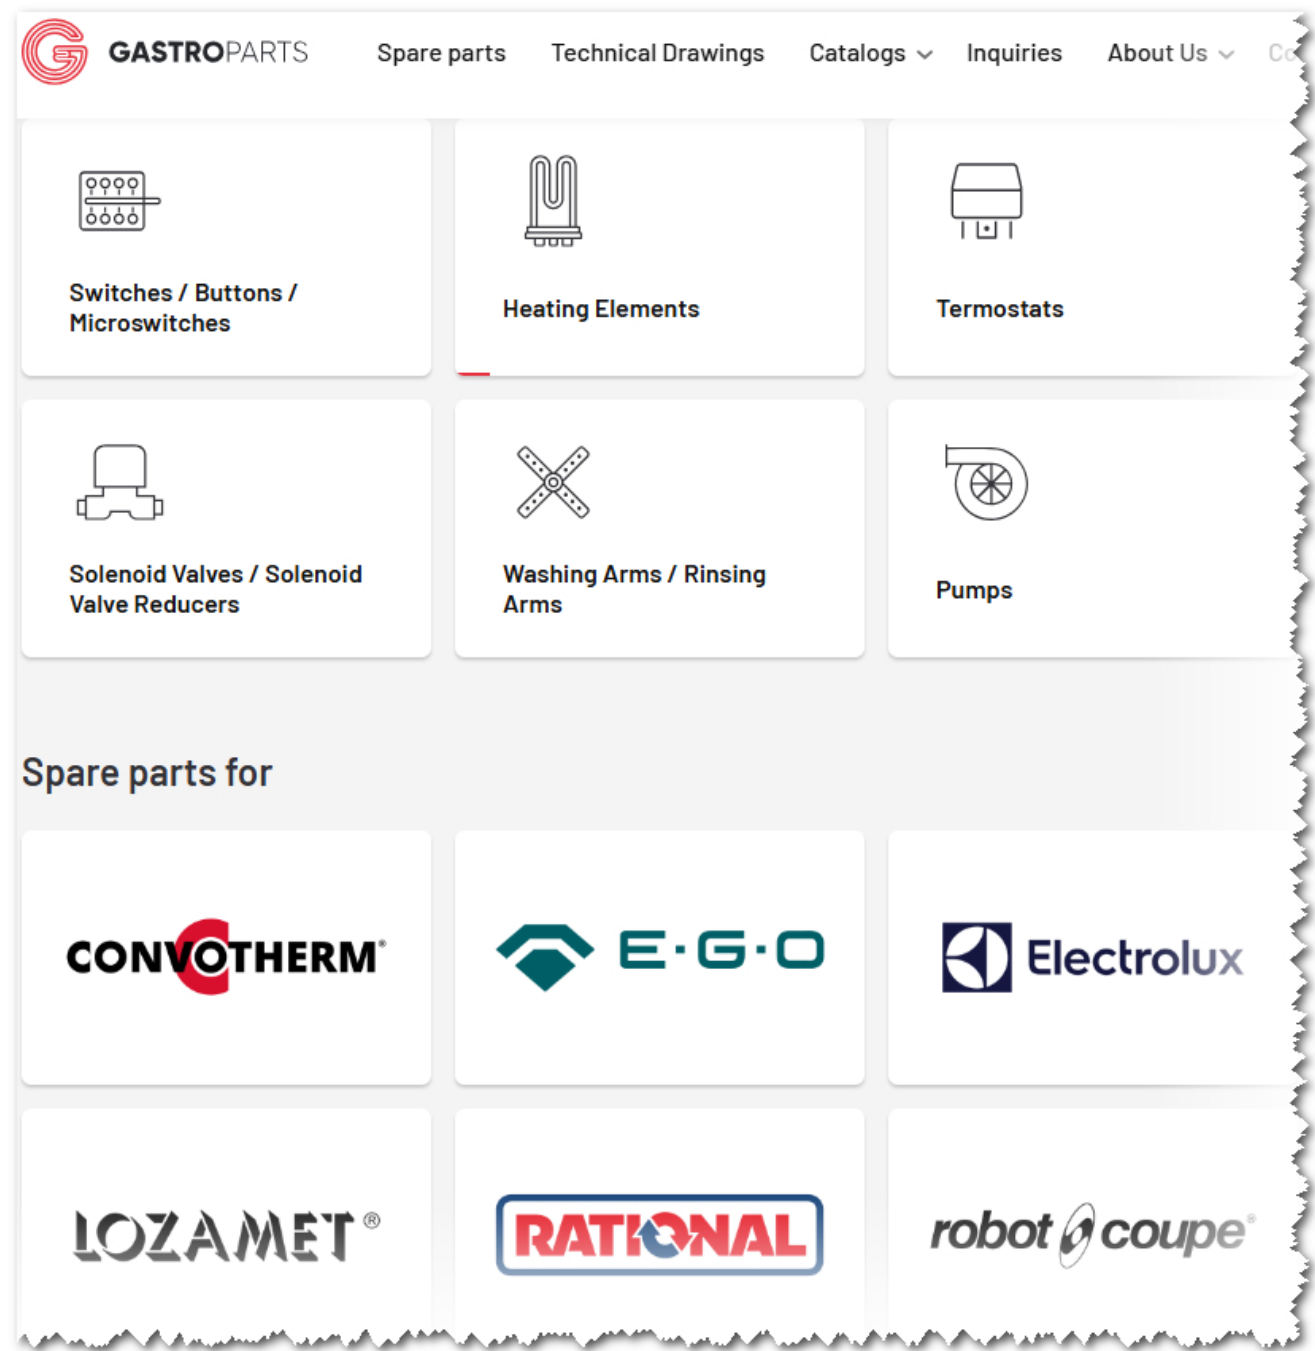 GASTROPARTS
Spare parts
Technical Drawings
Catalogs
Inquiries
About Us
Switches / Buttons /
Microswitches
Heating Elements
Termostats
Solenoid Valves / Solenoid
Valve Reducers
Washing Arms / Rinsing
Arms
Pumps
Spare parts for
CONVOTHERM®
E·G·O
Electrolux
LOZAMET®
RATIONAL
robot coupe®